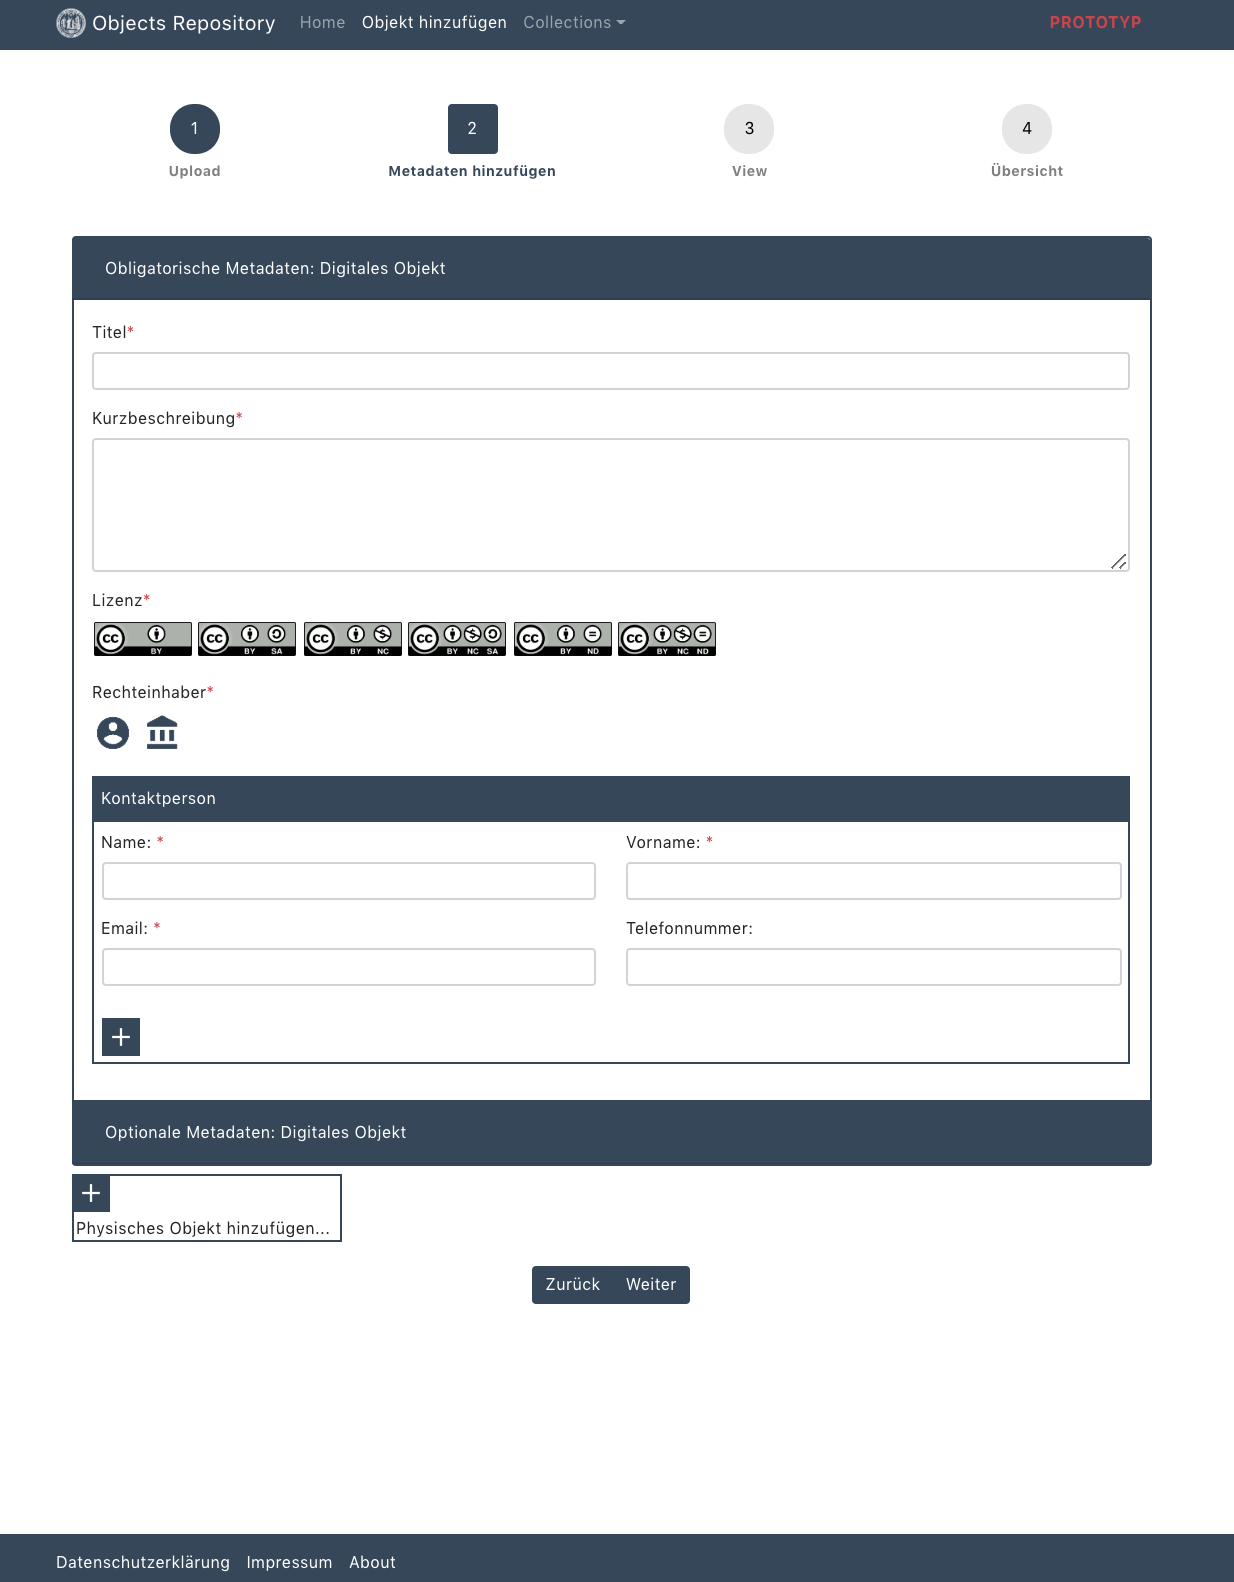 Objects Repository Home Objekt hinzufügen Collections PROTOTYP
1 2 3 4
Upload Metadaten hinzufügen View Übersicht
Obligatorische Metadaten: Digitales Objekt
Titel*
Kurzbeschreibung*
Lizenz*
cc BY cc BY SA cc BY NC cc BY NC SA cc BY ND cc BY NC ND
Rechteinhaber*
Kontaktperson
Name: * Vorname: *
Email: * Telefonnummer:
+
Optionale Metadaten: Digitales Objekt
+
Physisches Objekt hinzufügen...
Zurück Weiter
Datenschutzerklärung Impressum About